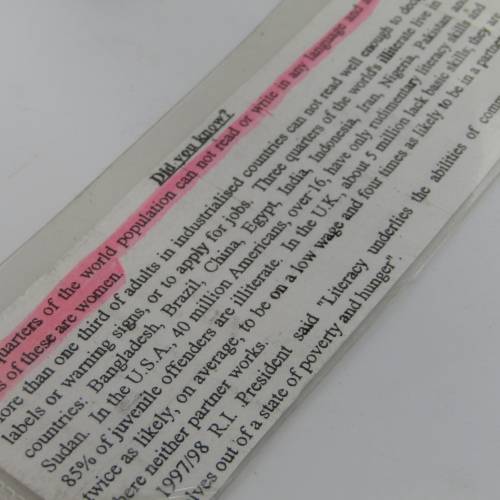 Did you know?
quarters of the world population can not read or write in any language and
of these are women.
more than one third of adults in industrialised countries can not read well enough to
labels or warning signs, or to apply for jobs. Three quarters of the world's illiterate live in
countries: Bangladesh, Brazil, China, Egypt, India, Indonesia, Iran, Nigeria, Pakistan
Sudan. In the U.S.A., 40 million Americans, over-16, have only rudimentary literacy skills and
85% of juvenile offenders are illiterate. In the U.K., about 5 million lack basic skills; they are
twice as likely, on average, to be on a low wage and four times as likely to be in a
here neither partner works.
1997/98 R.I. President said "Literacy underties the abilities of
lves out of a state of poverty and hunger".